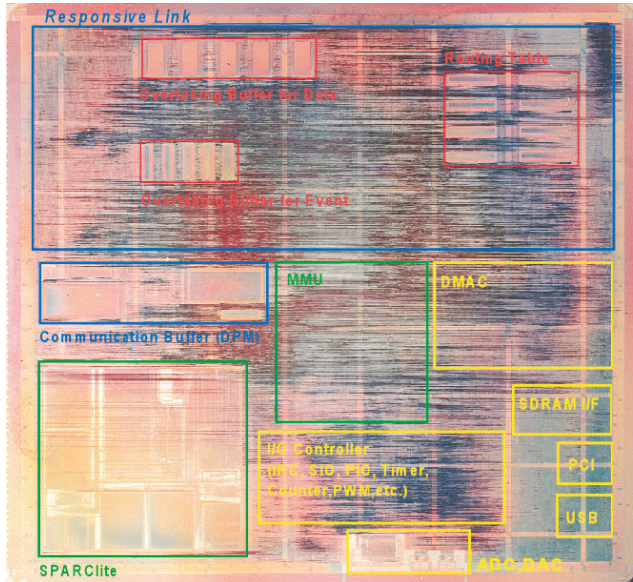 Responsive Link
Routing Table
Overtaking Buffer for Data
Overtaking Buffer for Event
MMU
DMAC
Communication Buffer (DPM)
SDRAM I/F
I/O Controller
(IRC, SIO, PIO, Timer,
Counter,PWM,etc.)
PCI
USB
SPARClite
ADC,DAC